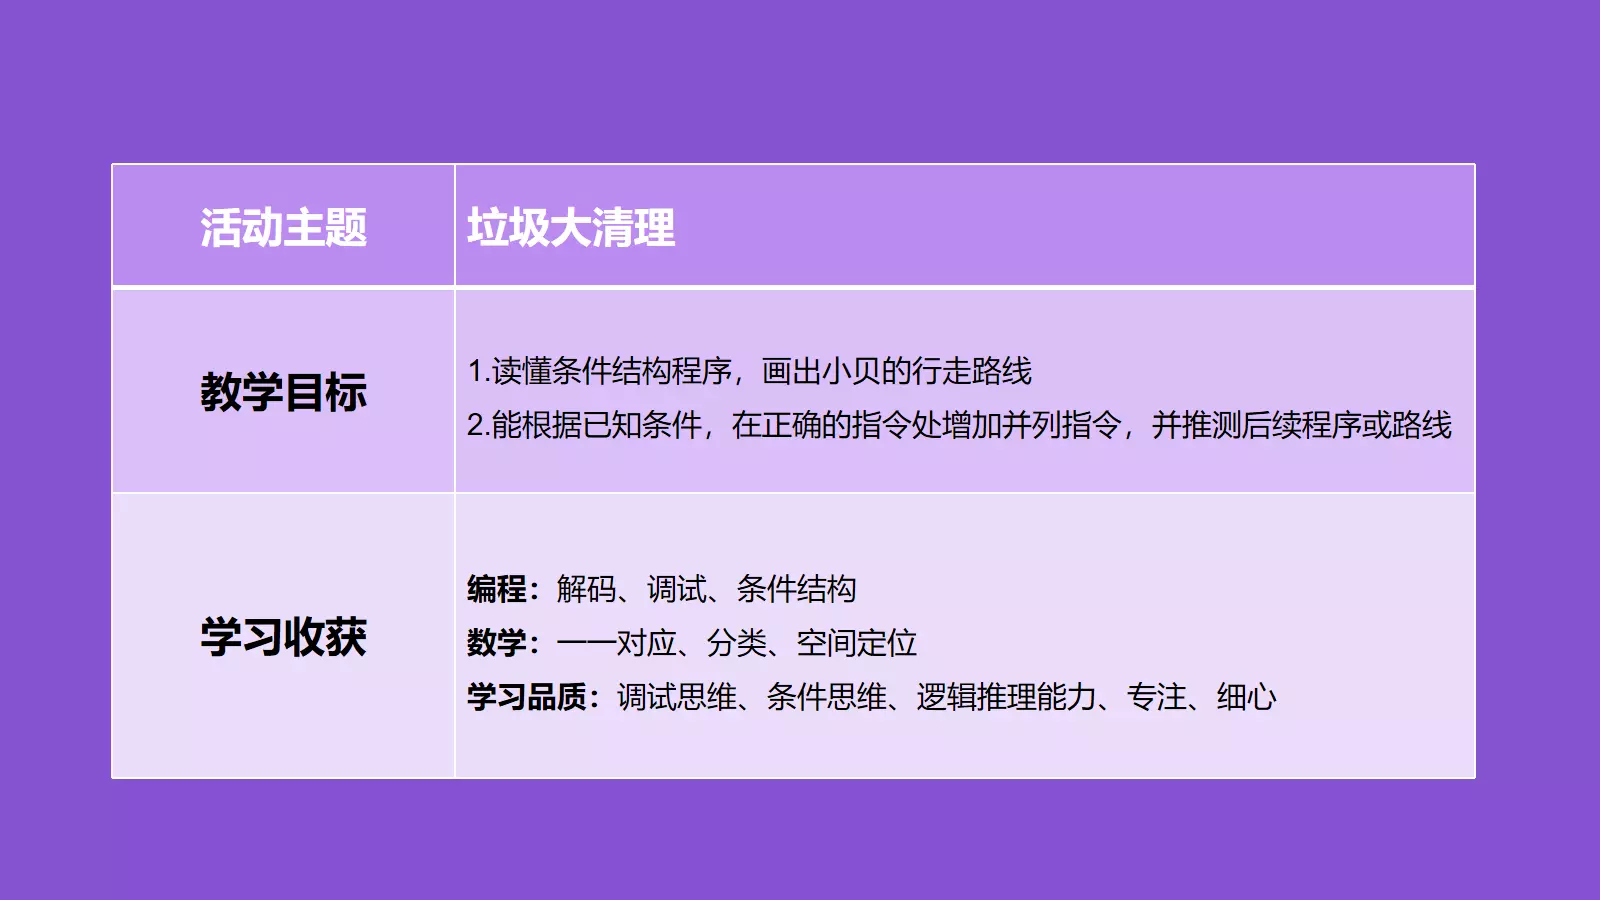 活动主题
垃圾大清理
教学目标
1.读懂条件结构程序，画出小贝的行走路线
2.能根据已知条件，在正确的指令处增加并列指令，并推测后续程序或路线
学习收获
编程：解码、调试、条件结构
数学：一一对应、分类、空间定位
学习品质：调试思维、条件思维、逻辑推理能力、专注、细心